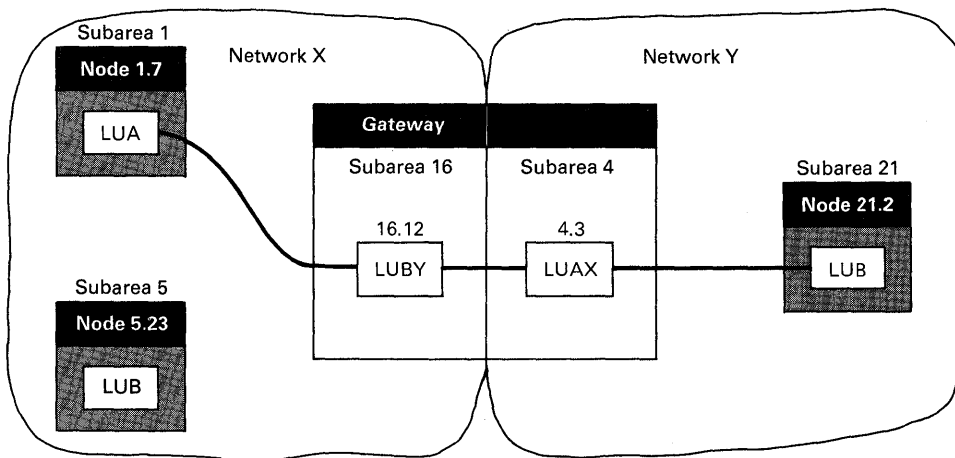 Subarea 1
Node 1.7
LUA
Network X
Network Y
Gateway
Subarea 16
Subarea 4
16.12
4.3
LUBY
LUAX
Subarea 21
Node 21.2
LUB
Subarea 5
Node 5.23
LUB